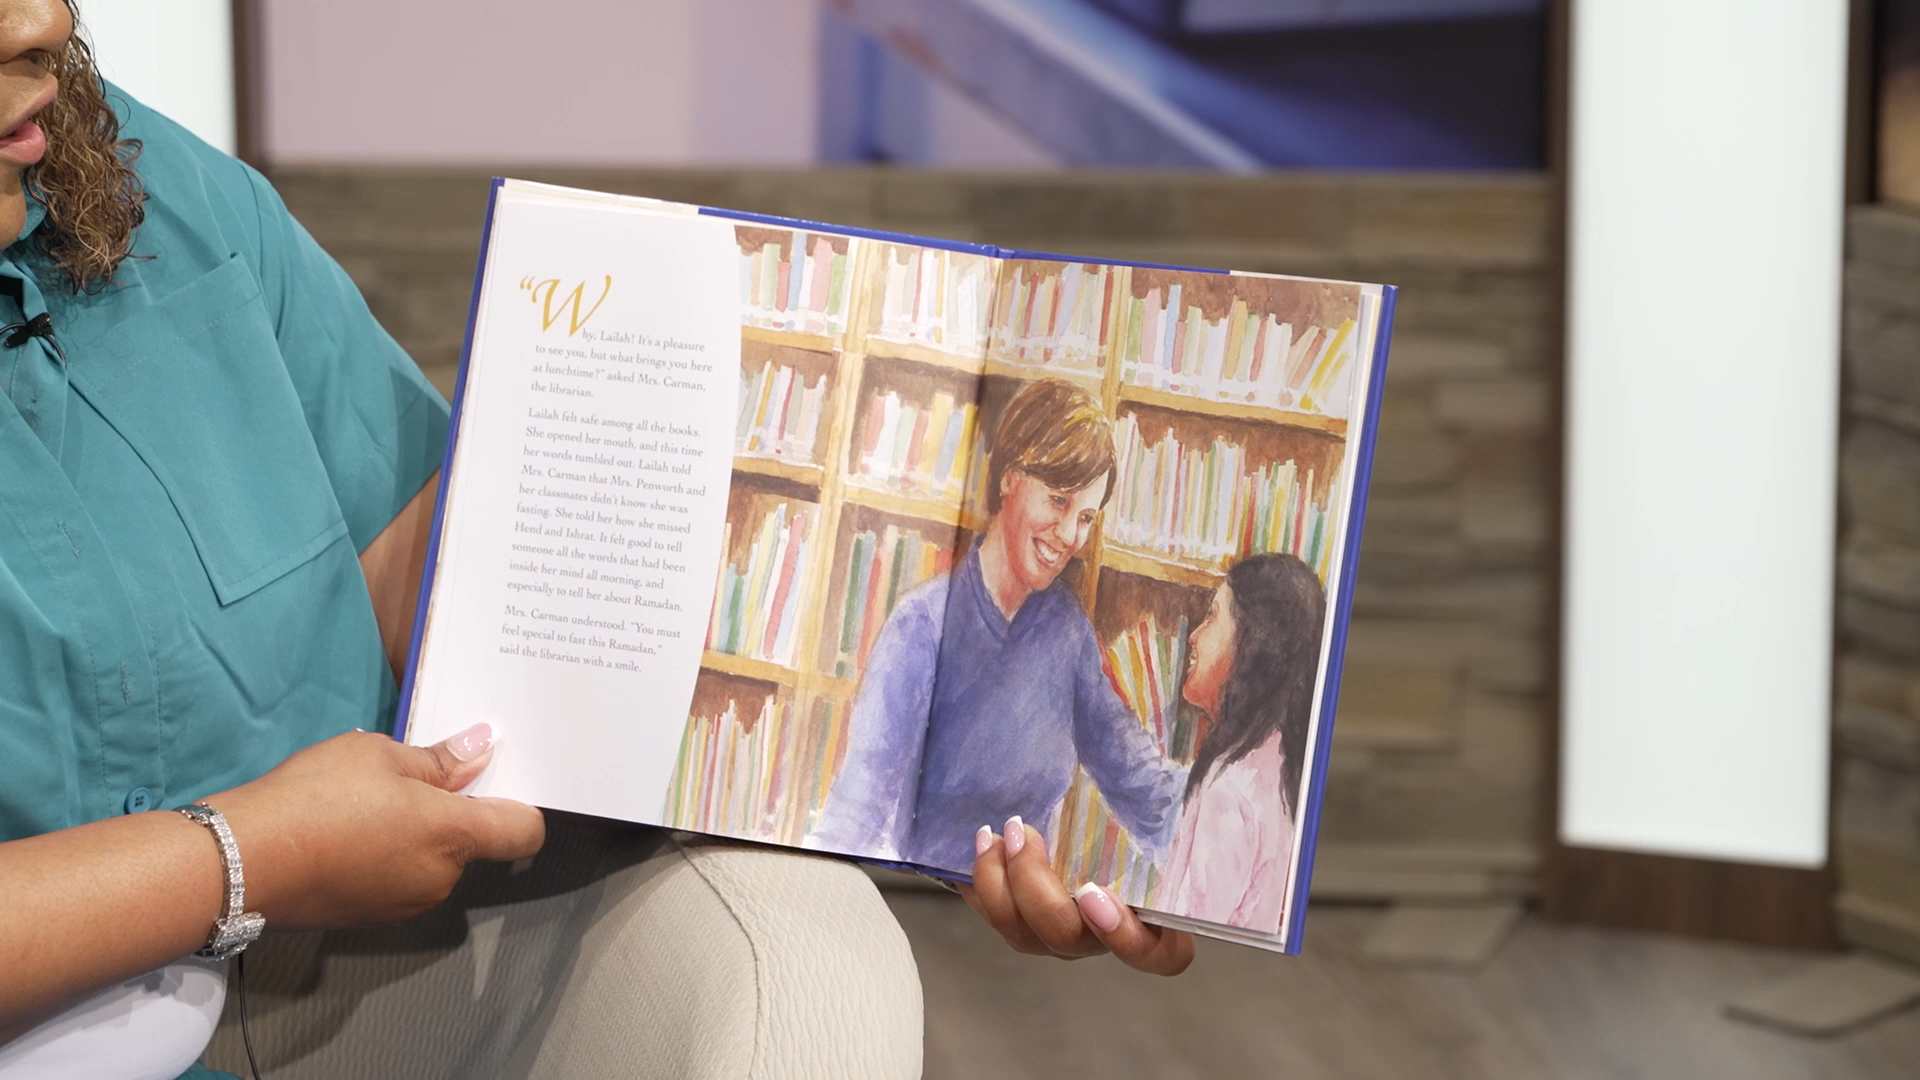 “Why, Lailah! It's a pleasure
to see you, but what brings you here
at lunchtime?” asked Mrs. Carman,
the librarian.
Lailah felt safe among all the books.
She opened her mouth, and this time
her words tumbled out. Lailah told
Mrs. Carman that Mrs. Penworth and
her classmates didn't know she was
fasting. She told her how she missed
Hend and Ishrat. It felt good to tell
someone all the words that had been
inside her mind all morning, and
especially to tell her about Ramadan.
Mrs. Carman understood. “You must
feel special to fast this Ramadan,”
said the librarian with a smile.